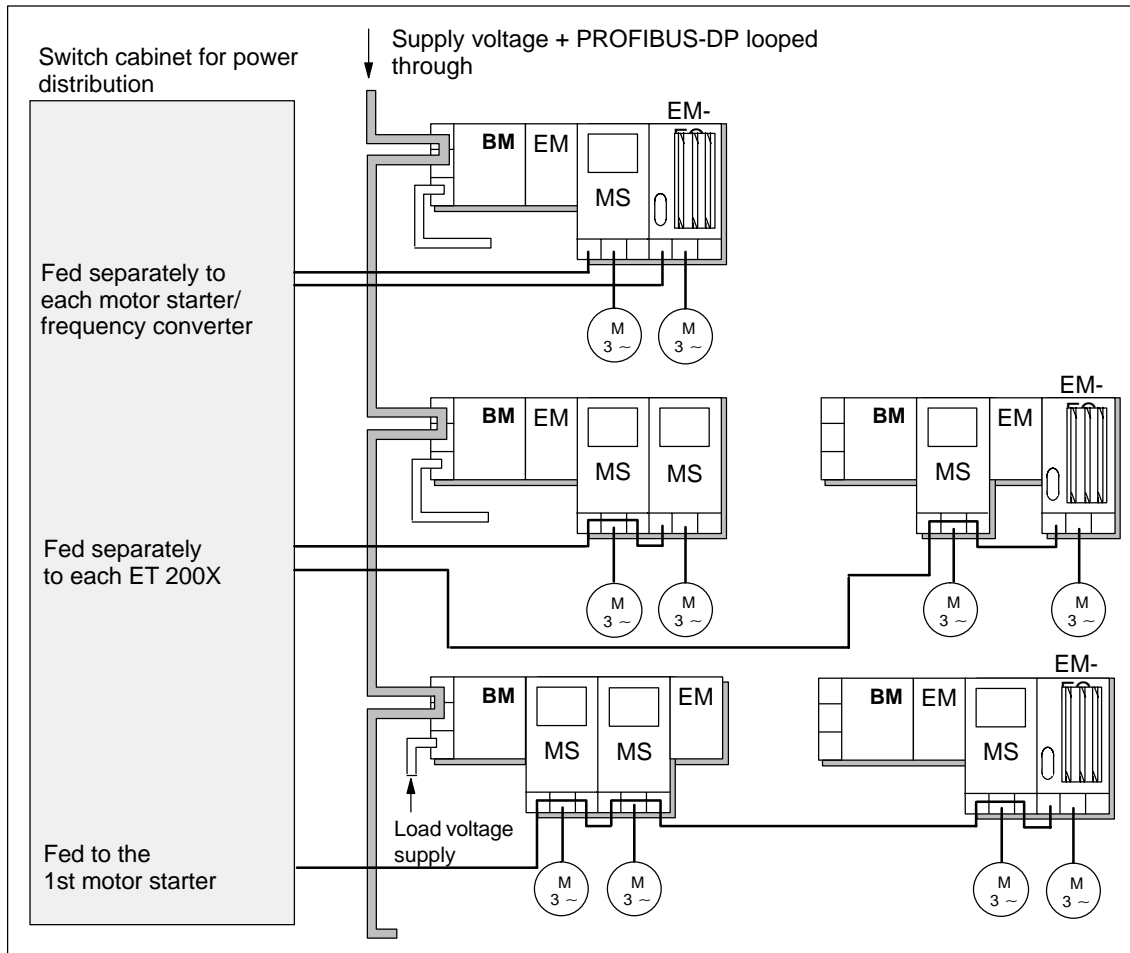 Switch cabinet for power
distribution
Supply voltage + PROFIBUS-DP looped
through
BM
EM
MS
EM-
M
3 ~
M
3 ~
Fed separately to
each motor starter/
frequency converter
BM
EM
MS
MS
M
3 ~
M
3 ~
BM
MS
EM
EM-
M
3 ~
M
3 ~
Fed separately
to each ET 200X
BM
MS
MS
EM
M
3 ~
M
3 ~
Load voltage
supply
BM
EM
MS
EM-
M
3 ~
M
3 ~
Fed to the
1st motor starter